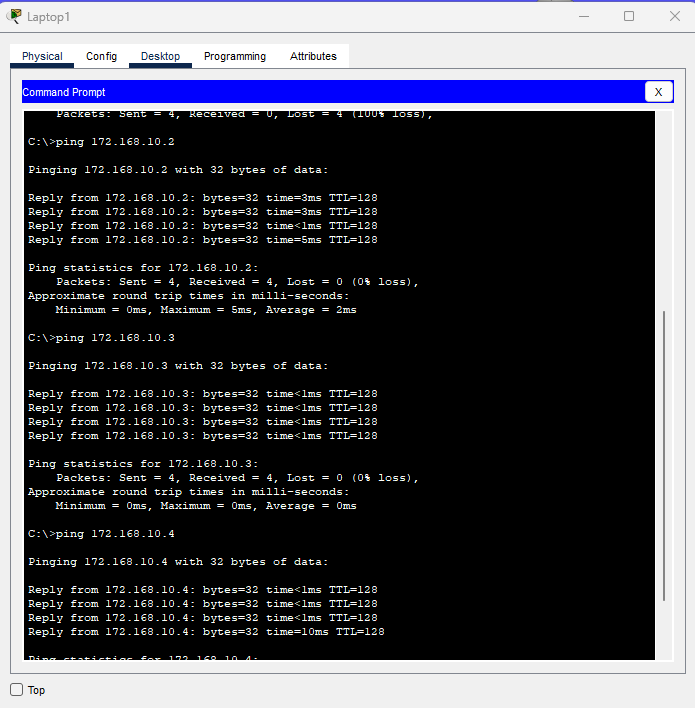 Laptop1
Physical Config Desktop Programming Attributes
Command Prompt
X
    Packets: Sent = 4, Received = 0, Lost = 4 (100% loss),
C:\>ping 172.168.10.2
Pinging 172.168.10.2 with 32 bytes of data:
Reply from 172.168.10.2: bytes=32 time=3ms TTL=128
Reply from 172.168.10.2: bytes=32 time=3ms TTL=128
Reply from 172.168.10.2: bytes=32 time<1ms TTL=128
Reply from 172.168.10.2: bytes=32 time=5ms TTL=128
Ping statistics for 172.168.10.2:
    Packets: Sent = 4, Received = 4, Lost = 0 (0% loss),
Approximate round trip times in milli-seconds:
    Minimum = 0ms, Maximum = 5ms, Average = 2ms
C:\>ping 172.168.10.3
Pinging 172.168.10.3 with 32 bytes of data:
Reply from 172.168.10.3: bytes=32 time<1ms TTL=128
Reply from 172.168.10.3: bytes=32 time<1ms TTL=128
Reply from 172.168.10.3: bytes=32 time<1ms TTL=128
Reply from 172.168.10.3: bytes=32 time<1ms TTL=128
Ping statistics for 172.168.10.3:
    Packets: Sent = 4, Received = 4, Lost = 0 (0% loss),
Approximate round trip times in milli-seconds:
    Minimum = 0ms, Maximum = 0ms, Average = 0ms
C:\>ping 172.168.10.4
Pinging 172.168.10.4 with 32 bytes of data:
Reply from 172.168.10.4: bytes=32 time<1ms TTL=128
Reply from 172.168.10.4: bytes=32 time<1ms TTL=128
Reply from 172.168.10.4: bytes=32 time<1ms TTL=128
Reply from 172.168.10.4: bytes=32 time=10ms TTL=128
Ping statistics for 172.168.10.4:
Top